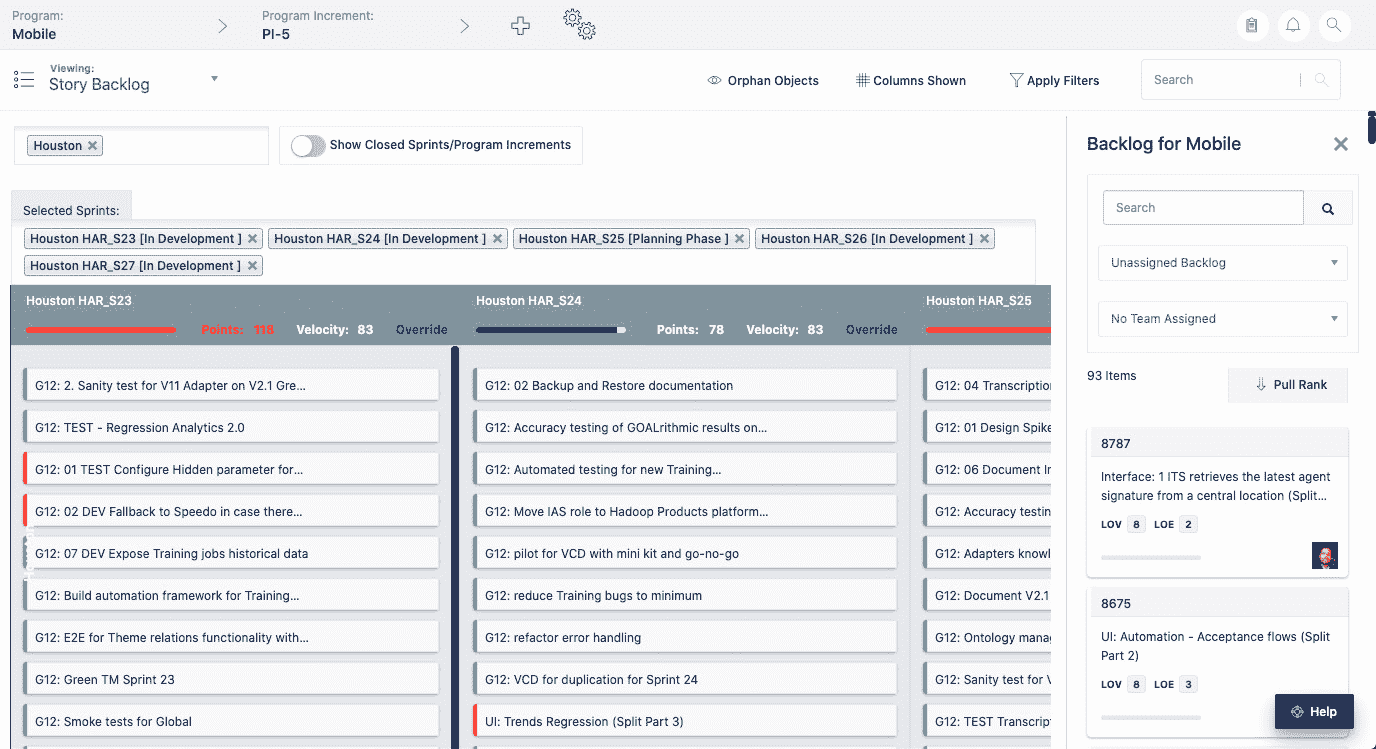 Program:
Mobile
Program Increment:
PI-5
Viewing:
Story Backlog
Orphan Objects
Columns Shown
Apply Filters
Search
Houston
Show Closed Sprints/Program Increments
Selected Sprints:
Houston HAR_S23 [In Development ]
Houston HAR_S24 [In Development ]
Houston HAR_S25 [Planning Phase ]
Houston HAR_S26 [In Development ]
Houston HAR_S27 [In Development ]
Houston HAR_S23
Points: 118 Velocity: 83 Override
G12: 2. Sanity test for V11 Adapter on V2.1 Gre...
G12: TEST - Regression Analytics 2.0
G12: 01 TEST Configure Hidden parameter for...
G12: 02 DEV Fallback to Speedo in case there...
G12: 07 DEV Expose Training jobs historical data
G12: Build automation framework for Training...
G12: E2E for Theme relations functionality with...
G12: Green TM Sprint 23
G12: Smoke tests for Global
Houston HAR_S24
Points: 78 Velocity: 83 Override
G12: 02 Backup and Restore documentation
G12: Accuracy testing of GOALrithmic results on...
G12: Automated testing for new Training...
G12: Move IAS role to Hadoop Products platform...
G12: pilot for VCD with mini kit and go-no-go
G12: reduce Training bugs to minimum
G12: refactor error handling
G12: VCD for duplication for Sprint 24
UI: Trends Regression (Split Part 3)
Houston HAR_S25
G12: 04 Transcription
G12: 01 Design Spike
G12: 06 Document In
G12: Accuracy testin
G12: Adapters knowl
G12: Document V2.1
G12: Ontology manag
G12: Sanity test for V
G12: TEST Transcript
Backlog for Mobile
Search
Unassigned Backlog
No Team Assigned
93 Items
Pull Rank
8787
Interface: 1 ITS retrieves the latest agent
signature from a central location (Split...
LOV 8 LOE 2
8675
UI: Automation - Acceptance flows (Split
Part 2)
LOV 8 LOE 3
Help